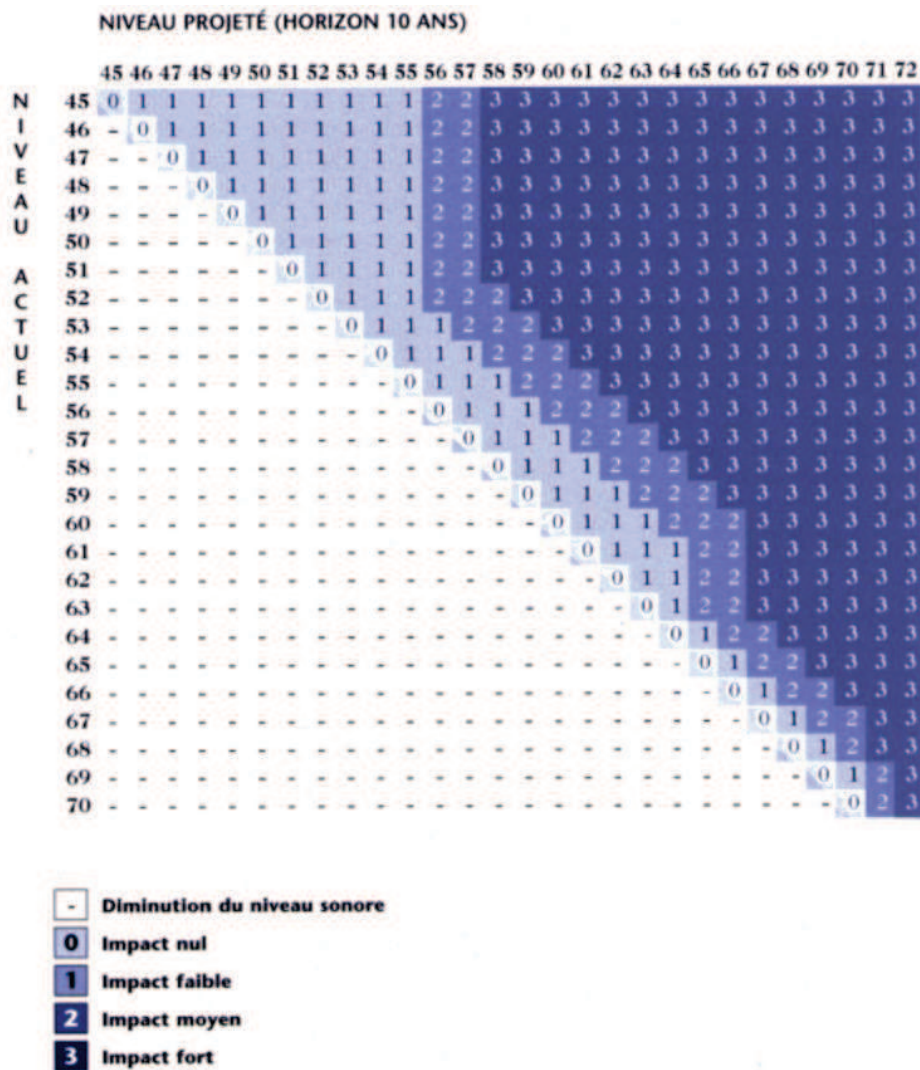 NIVEAU PROJETÉ (HORIZON 10 ANS)
45 46 47 48 49 50 51 52 53 54 55 56 57 58 59 60 61 62 63 64 65 66 67 68 69 70 71 72
NIVEAU ACTUEL
45 0 1 1 1 1 1 1 1 1 1 1 2 2 3 3 3 3 3 3 3 3 3 3 3 3 3 3 3
46 - 0 1 1 1 1 1 1 1 1 1 2 2 3 3 3 3 3 3 3 3 3 3 3 3 3 3 3
47 - - 0 1 1 1 1 1 1 1 1 2 2 3 3 3 3 3 3 3 3 3 3 3 3 3 3 3
48 - - - 0 1 1 1 1 1 1 1 2 2 3 3 3 3 3 3 3 3 3 3 3 3 3 3 3
49 - - - - 0 1 1 1 1 1 1 2 2 3 3 3 3 3 3 3 3 3 3 3 3 3 3 3
50 - - - - - 0 1 1 1 1 1 2 2 3 3 3 3 3 3 3 3 3 3 3 3 3 3 3
51 - - - - - - 0 1 1 1 1 2 2 3 3 3 3 3 3 3 3 3 3 3 3 3 3 3
52 - - - - - - - 0 1 1 1 2 2 2 3 3 3 3 3 3 3 3 3 3 3 3 3 3
53 - - - - - - - - 0 1 1 1 2 2 2 3 3 3 3 3 3 3 3 3 3 3 3 3
54 - - - - - - - - - 0 1 1 1 2 2 2 3 3 3 3 3 3 3 3 3 3 3 3
55 - - - - - - - - - - 0 1 1 1 2 2 2 3 3 3 3 3 3 3 3 3 3 3
56 - - - - - - - - - - - 0 1 1 1 2 2 2 3 3 3 3 3 3 3 3 3 3
57 - - - - - - - - - - - - 0 1 1 1 2 2 2 3 3 3 3 3 3 3 3 3
58 - - - - - - - - - - - - - 0 1 1 1 2 2 2 3 3 3 3 3 3 3 3
59 - - - - - - - - - - - - - - 0 1 1 1 2 2 2 3 3 3 3 3 3 3
60 - - - - - - - - - - - - - - - 0 1 1 1 2 2 2 3 3 3 3 3 3
61 - - - - - - - - - - - - - - - - 0 1 1 1 2 2 3 3 3 3 3 3
62 - - - - - - - - - - - - - - - - - 0 1 1 2 2 3 3 3 3 3 3
63 - - - - - - - - - - - - - - - - - - 0 1 2 2 3 3 3 3 3 3
64 - - - - - - - - - - - - - - - - - - - 0 1 2 2 3 3 3 3 3
65 - - - - - - - - - - - - - - - - - - - - 0 1 2 2 3 3 3 3
66 - - - - - - - - - - - - - - - - - - - - - 0 1 2 2 3 3 3
67 - - - - - - - - - - - - - - - - - - - - - - 0 1 2 2 3 3
68 - - - - - - - - - - - - - - - - - - - - - - - 0 1 2 3 3
69 - - - - - - - - - - - - - - - - - - - - - - - - 0 1 2 3
70 - - - - - - - - - - - - - - - - - - - - - - - - - 0 2 3
- Diminution du niveau sonore
0 Impact nul
1 Impact faible
2 Impact moyen
3 Impact fort